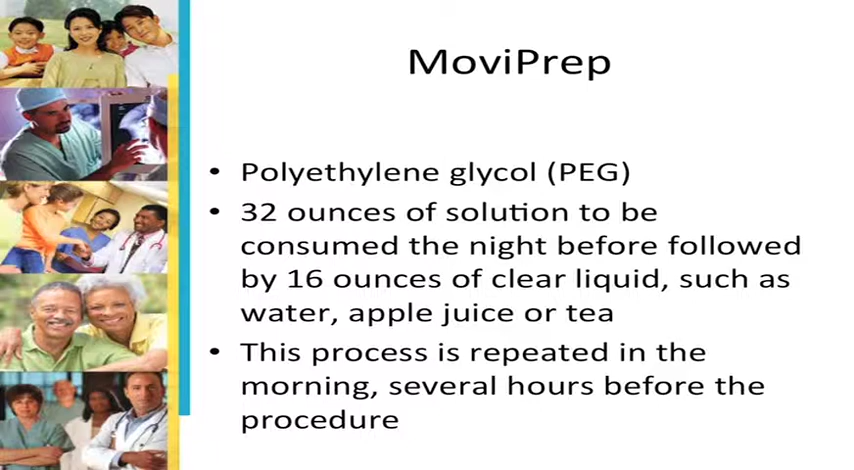 MoviPrep
• Polyethylene glycol (PEG)
• 32 ounces of solution to be
consumed the night before followed
by 16 ounces of clear liquid, such as
water, apple juice or tea
• This process is repeated in the
morning, several hours before the
procedure